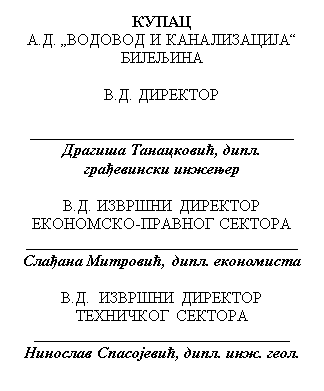 КУПАЦ
А.Д. „ВОДОВОД И КАНАЛИЗАЦИЈА“
БИЈЕЉИНА
В.Д. ДИРЕКТОР
Драгиша Танацковић, дипл.
грађевински инжењер
В.Д. ИЗВРШНИ ДИРЕКТОР
ЕКОНОМСКО-ПРАВНОГ СЕКТОРА
Слађана Митровић, дипл. економиста
В.Д. ИЗВРШНИ ДИРЕКТОР
ТЕХНИЧКОГ СЕКТОРА
Нинослав Спасојевић, дипл. инж. геол.